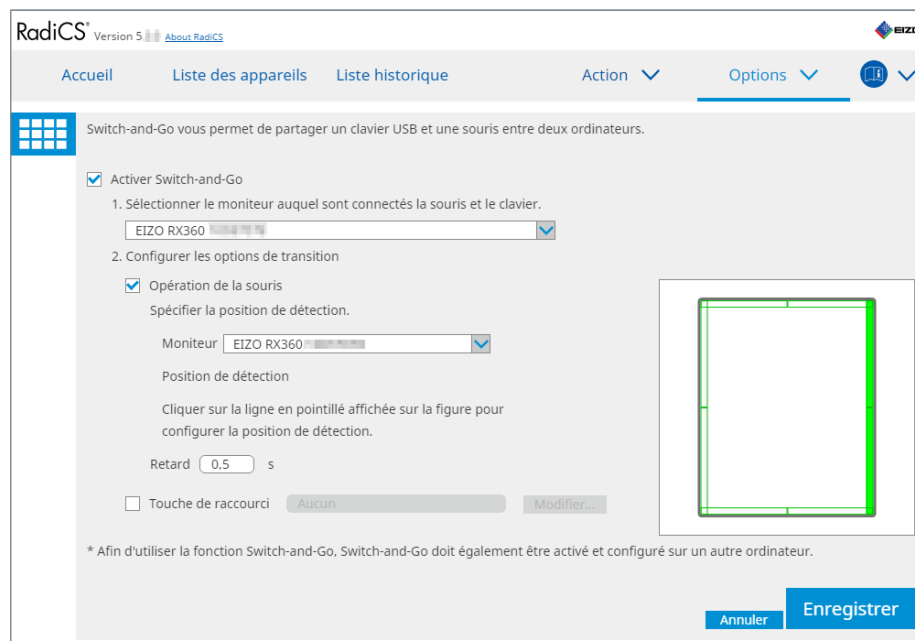 RadiCS® Version 5. About RadiCS EIZO
Accueil Liste des appareils Liste historique Action Options
Switch-and-Go vous permet de partager un clavier USB et une souris entre deux ordinateurs.
Activer Switch-and-Go
1. Sélectionner le moniteur auquel sont connectés la souris et le clavier.
EIZO RX360
2. Configurer les options de transition
Opération de la souris
Spécifier la position de détection.
Moniteur EIZO RX360
Position de détection
Cliquer sur la ligne en pointillé affichée sur la figure pour
configurer la position de détection.
Retard 0,5 s
Touche de raccourci Aucun Modifier...
* Afin d'utiliser la fonction Switch-and-Go, Switch-and-Go doit également être activé et configuré sur un autre ordinateur.
Annuler Enregistrer